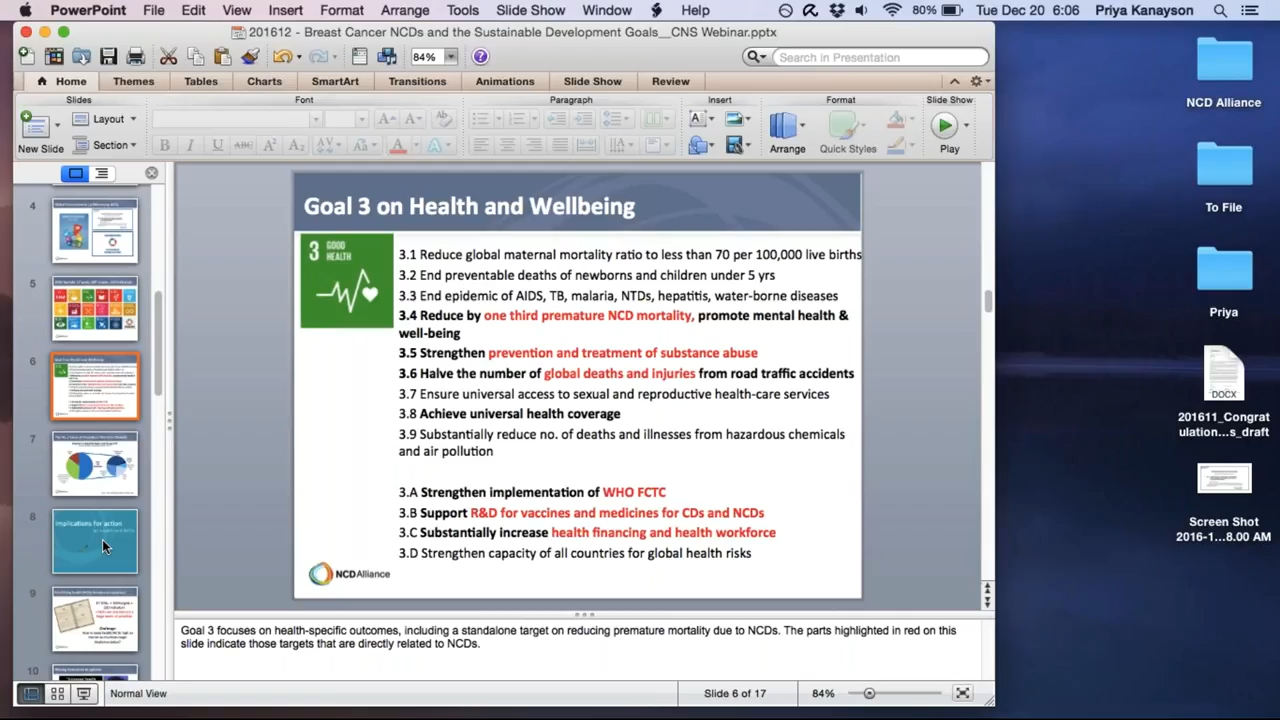 PowerPoint File Edit View Insert Format Arrange Tools Slide Show Window Help 80% Tue Dec 20 6:06 Priya Kanayson
201612 - Breast Cancer NCDs and the Sustainable Development Goals__CNS Webinar.pptx
84% Search in Presentation
Home Themes Tables Charts SmartArt Transitions Animations Slide Show Review
Slides Font Paragraph Insert Format Slide Show
New Slide Layout Section Arrange Quick Styles Play
4
5
6
7
8
Implications for action
9
10
Goal 3 on Health and Wellbeing
3 GOOD HEALTH
3.1 Reduce global maternal mortality ratio to less than 70 per 100,000 live births
3.2 End preventable deaths of newborns and children under 5 yrs
3.3 End epidemic of AIDS, TB, malaria, NTDs, hepatitis, water-borne diseases
3.4 Reduce by one third premature NCD mortality, promote mental health &
well-being
3.5 Strengthen prevention and treatment of substance abuse
3.6 Halve the number of global deaths and injuries from road traffic accidents
3.7 Ensure universal access to sexual and reproductive health-care services
3.8 Achieve universal health coverage
3.9 Substantially reduce no. of deaths and illnesses from hazardous chemicals
and air pollution
3.A Strengthen implementation of WHO FCTC
3.B Support R&D for vaccines and medicines for CDs and NCDs
3.C Substantially increase health financing and health workforce
3.D Strengthen capacity of all countries for global health risks
NCDAlliance
Goal 3 focuses on health-specific outcomes, including a standalone target on reducing premature mortality due to NCDs. The parts highlighted in red on this
slide indicate those targets that are directly related to NCDs.
Normal View Slide 6 of 17 84%
NCD Alliance
To File
Priya
DOCX
201611_Congrat
ulation...s_draft
Screen Shot
2016-1...8.00 AM